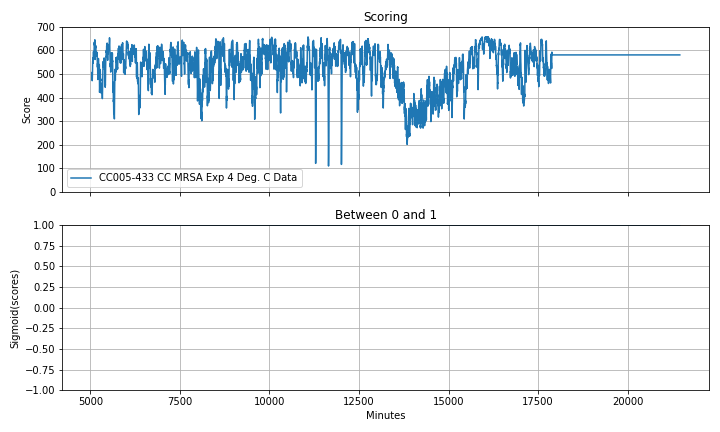 Scoring
700
600
500
400
300
200
100
0
Score
CC005-433 CC MRSA Exp 4 Deg. C Data
Between 0 and 1
1.00
0.75
0.50
0.25
0.00
−0.25
−0.50
−0.75
−1.00
Sigmoid(scores)
5000 7500 10000 12500 15000 17500 20000
Minutes